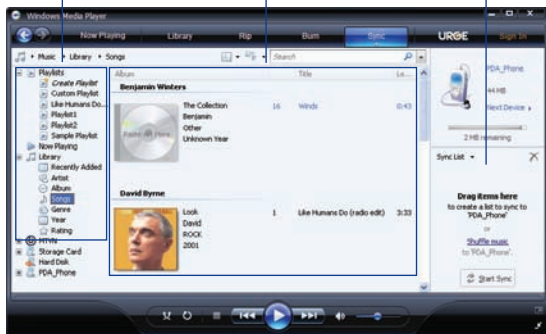 Windows Media Player
Now Playing Library Rip Burn Sync URGE Sign In
Music Library Songs
Search
Playlists
Create Playlist
Custom Playlist
Like Humans Do...
Playlist1
Playlist2
Sample Playlist
Now Playing
Library
Recently Added
Artist
Album
Songs
Genre
Year
Rating
MTVN
Storage Card
Hard Disk
PDA_Phone
Album Title Le...
Benjamin Winters
The Collection 16 Winds 0:43
Benjamin
Other
Unknown Year
David Byrne
Look 1 Like Humans Do (radio edit) 3:33
David
ROCK
2001
PDA_Phone
44 MB
Next Device
2 MB remaining
Sync List
Drag items here
to create a list to sync to
'PDA_Phone'
or
Shuffle music
to 'PDA_Phone'.
Start Sync